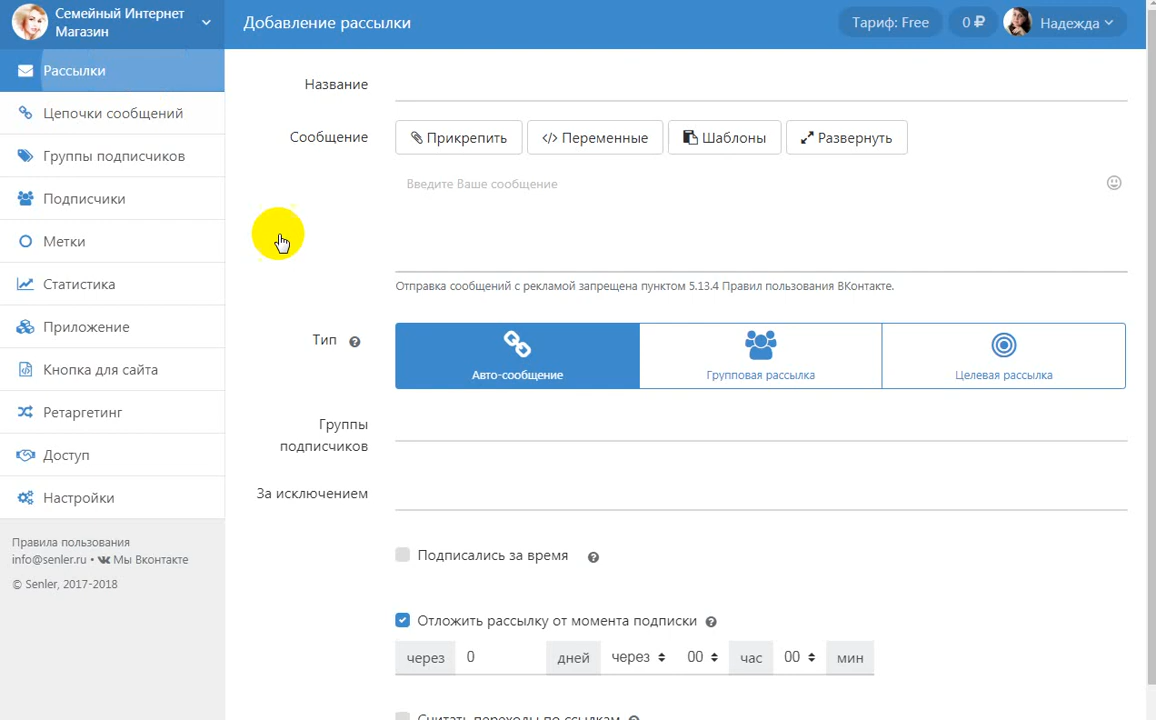 Семейный Интернет
Магазин
Добавление рассылки
Тариф: Free
0 ₽
Надежда
Рассылки
Цепочки сообщений
Группы подписчиков
Подписчики
Метки
Статистика
Приложение
Кнопка для сайта
Ретаргетинг
Доступ
Настройки
Правила пользования
info@senler.ru • Мы Вконтакте
© Senler, 2017-2018
Название
Сообщение
Прикрепить
</> Переменные
Шаблоны
Развернуть
Введите Ваше сообщение
Отправка сообщений с рекламой запрещена пунктом 5.13.4 Правил пользования ВКонтакте.
Тип
Авто-сообщение
Групповая рассылка
Целевая рассылка
Группы
подписчиков
За исключением
Подписались за время
Отложить рассылку от момента подписки
через 0 дней через 00 час 00 мин
Считать переходы по ссылкам